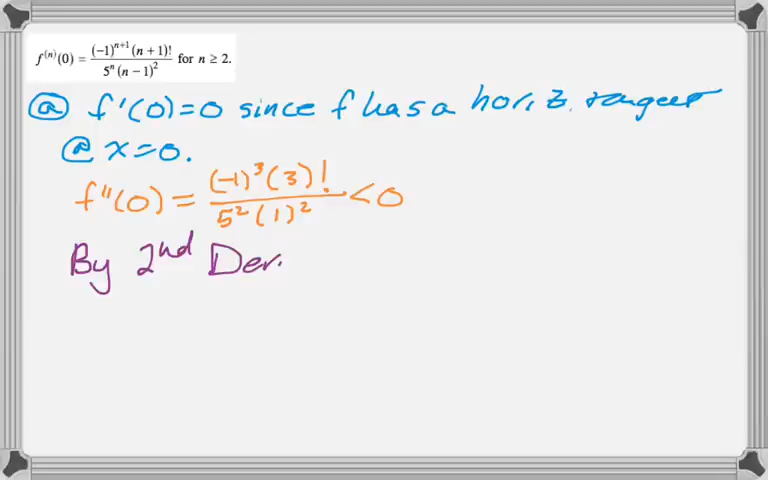 f^(n)(0) = (-1)^(n+1) (n+1)! / 5^n (n-1)^2 for n ≥ 2.
ⓐ f'(0)=0 since f has a horiz. tangent
@ x=0.
f''(0) = (-1)^3 (3)! / 5^2 (1)^2 < 0
By 2nd Der.